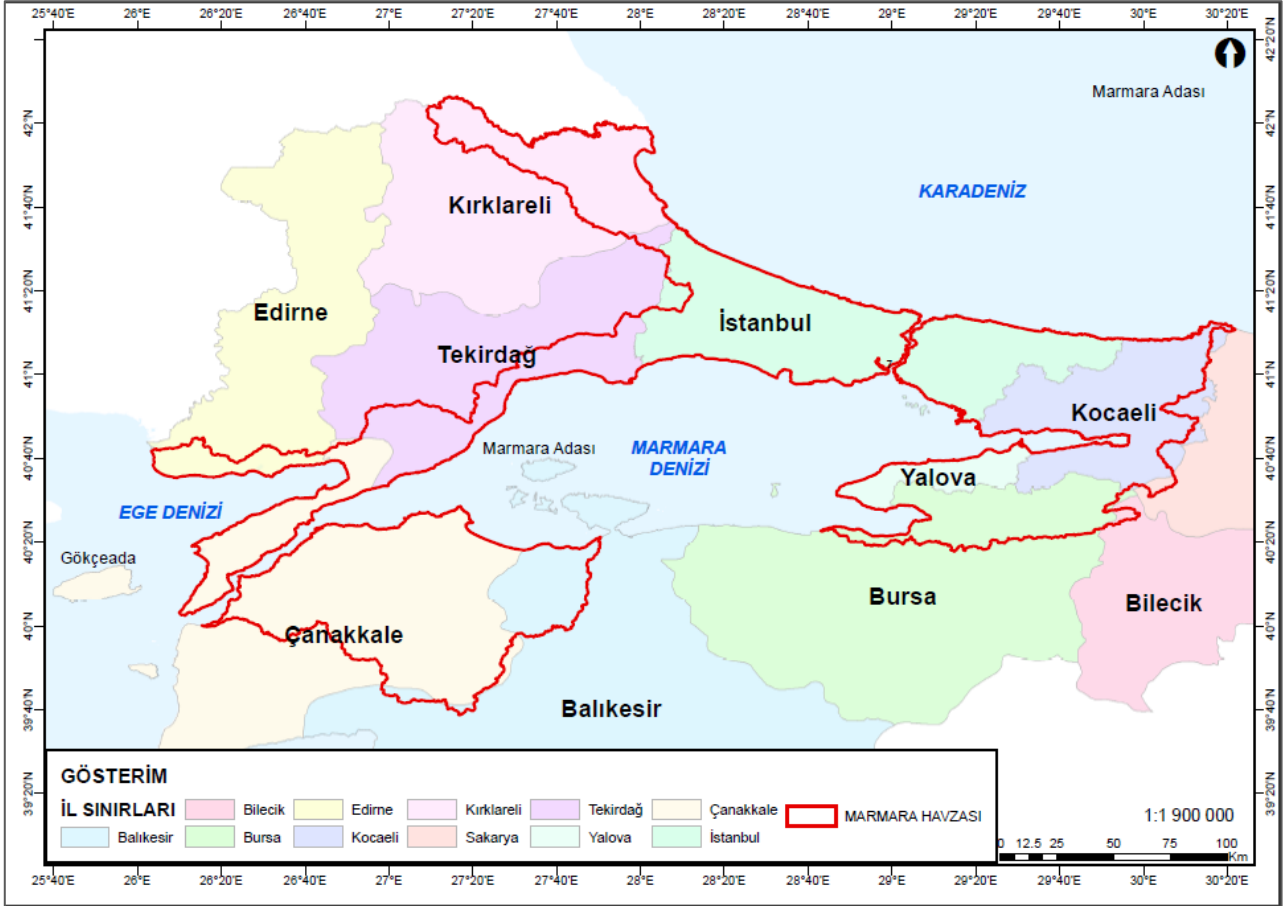 25°40'E 26°E 26°20'E 26°40'E 27°E 27°20'E 27°40'E 28°E 28°20'E 28°40'E 29°E 29°20'E 29°40'E 30°E 30°20'E
42°20'N
42°20'N
Marmara Adası
42°N
42°N
Kırklareli
KARADENİZ
41°40'N
41°40'N
41°20'N
41°20'N
Edirne
İstanbul
Tekirdağ
41°N
41°N
Kocaeli
Marmara Adası
MARMARA
DENİZİ
40°40'N
40°40'N
Yalova
EGE DENİZİ
40°20'N
40°20'N
Gökçeada
Bursa
Bilecik
40°N
40°N
Çanakkale
Balıkesir
39°40'N
39°40'N
GÖSTERİM
39°20'N
39°20'N
İL SINIRLARI
Bilecik Edirne Kırklareli Tekirdağ Çanakkale MARMARA HAVZASI
Balıkesir Bursa Kocaeli Sakarya Yalova İstanbul
1:1 900 000
0 12.5 25 50 75 100
Km
25°40'E 26°E 26°20'E 26°40'E 27°E 27°20'E 27°40'E 28°E 28°20'E 28°40'E 29°E 29°20'E 29°40'E 30°E 30°20'E